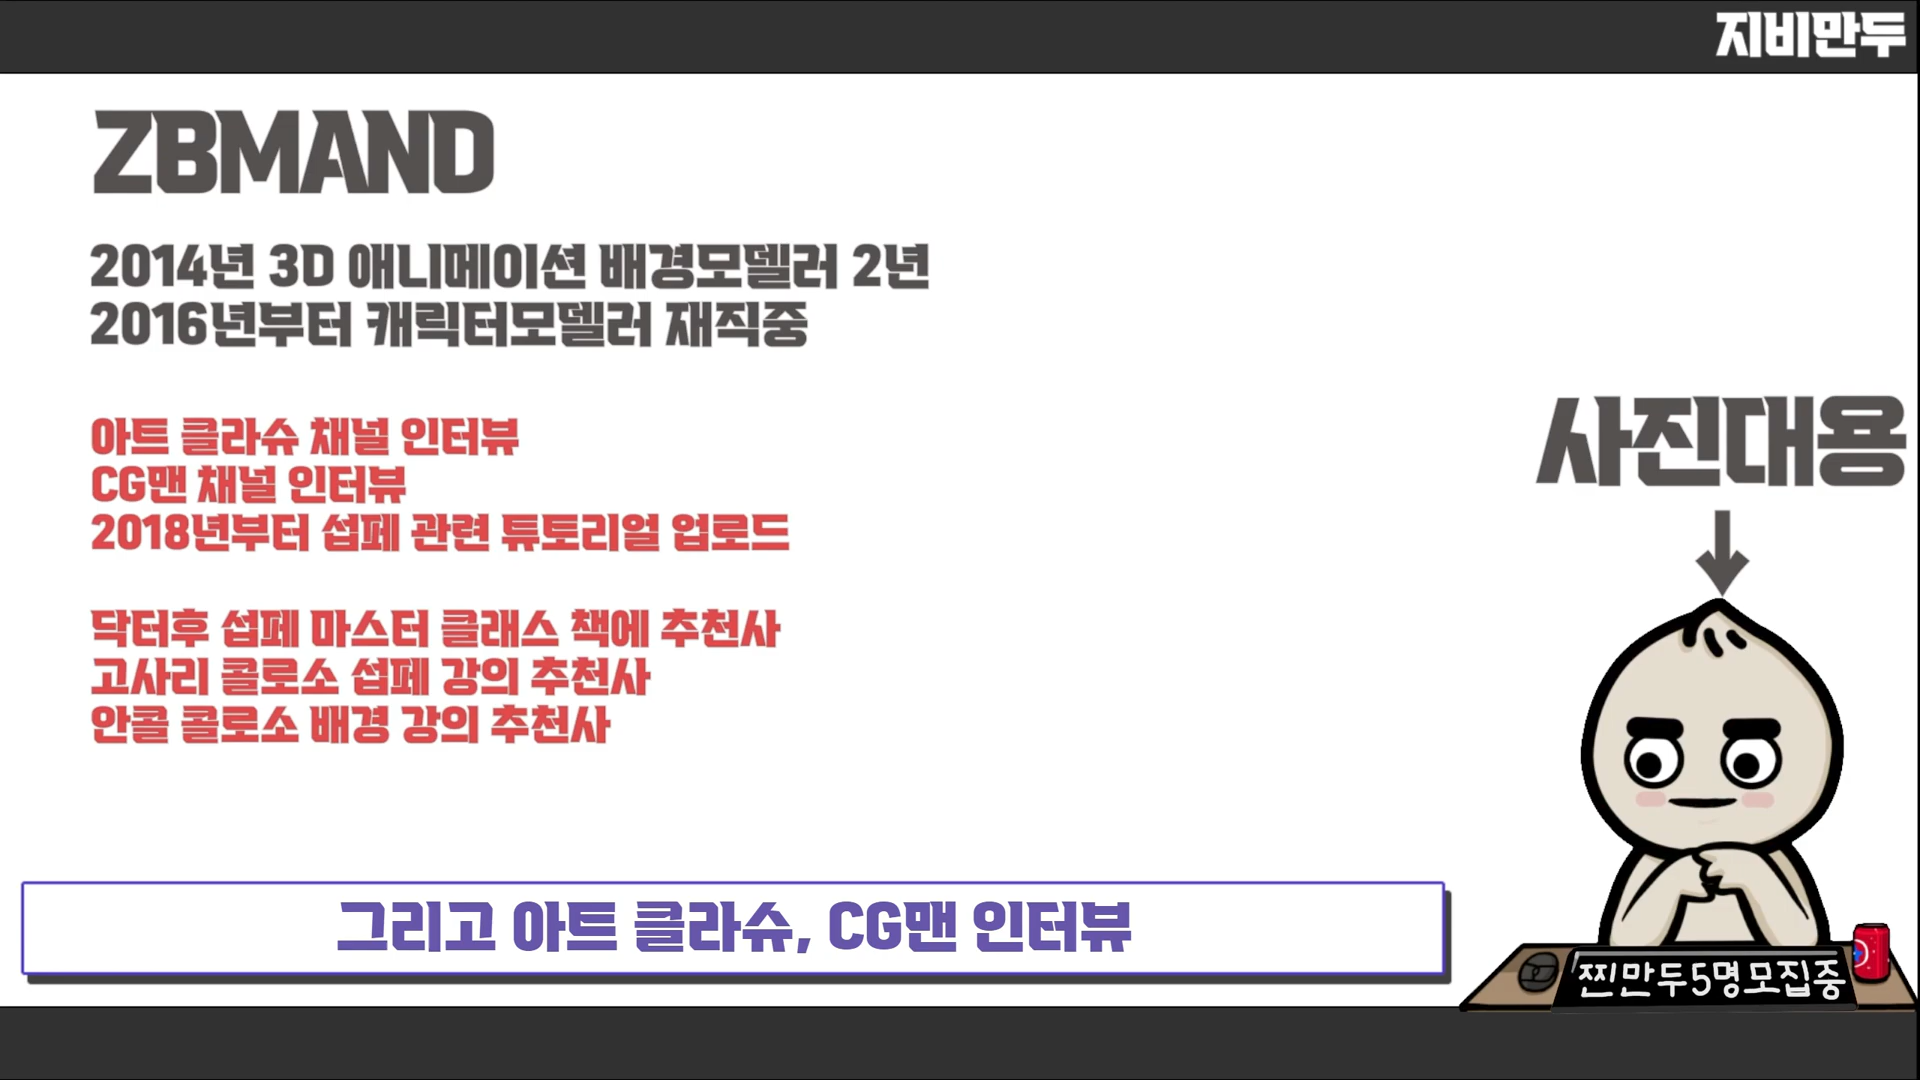 지비만두
ZBMAND
2014년 3D 애니메이션 배경모델러 2년
2016년부터 캐릭터모델러 재직중
아트 클라슈 채널 인터뷰
CG맨 채널 인터뷰
2018년부터 섭페 관련 튜토리얼 업로드
닥터후 섭페 마스터 클래스 책에 추천사
고사리 콜로소 섭페 강의 추천사
안콜 콜로소 배경 강의 추천사
사진대용
그리고 아트 클라슈, CG맨 인터뷰
찐만두5명모집중